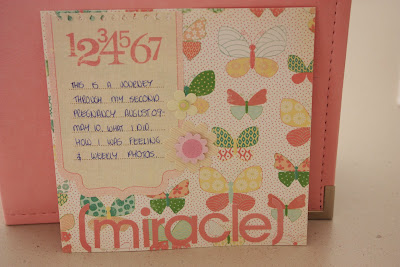 1234567
THIS IS A JOURNEY
THROUGH MY SECOND
PREGNANCY. AUGUST 09-
MAY 10. WHAT I DID.
HOW I WAS FEELING
& WEEKLY PHOTOS...
(miracle)